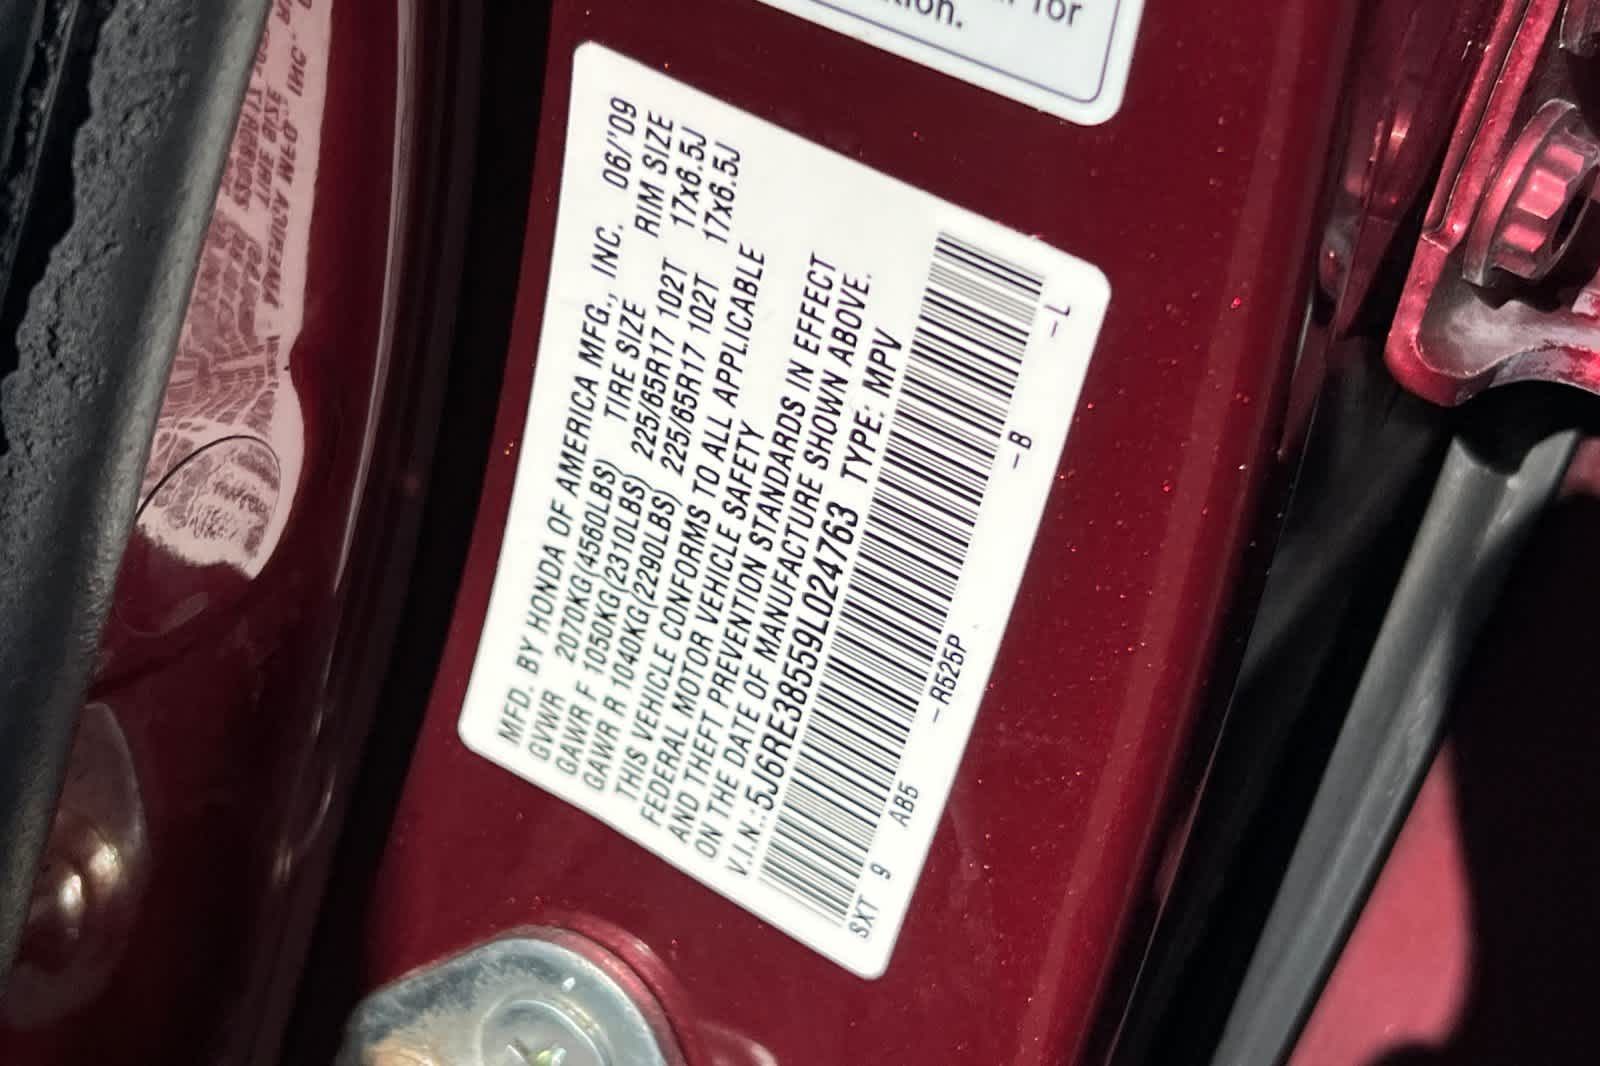 for
MFD. BY HONDA OF AMERICA MFG., INC. 06/'09
GVWR 2070KG(4560LBS) TIRE SIZE RIM SIZE
GAWR F 1050KG(2310LBS) 225/65R17 102T 17x6.5J
GAWR R 1040KG(2290LBS) 225/65R17 102T 17x6.5J
THIS VEHICLE CONFORMS TO ALL APPLICABLE
FEDERAL MOTOR VEHICLE SAFETY
AND THEFT PREVENTION STANDARDS IN EFFECT
ON THE DATE OF MANUFACTURE SHOWN ABOVE.
V.I.N.:5J6RE38559L024763 TYPE: MPV
SXT 9 AB5 -R525P -B -L